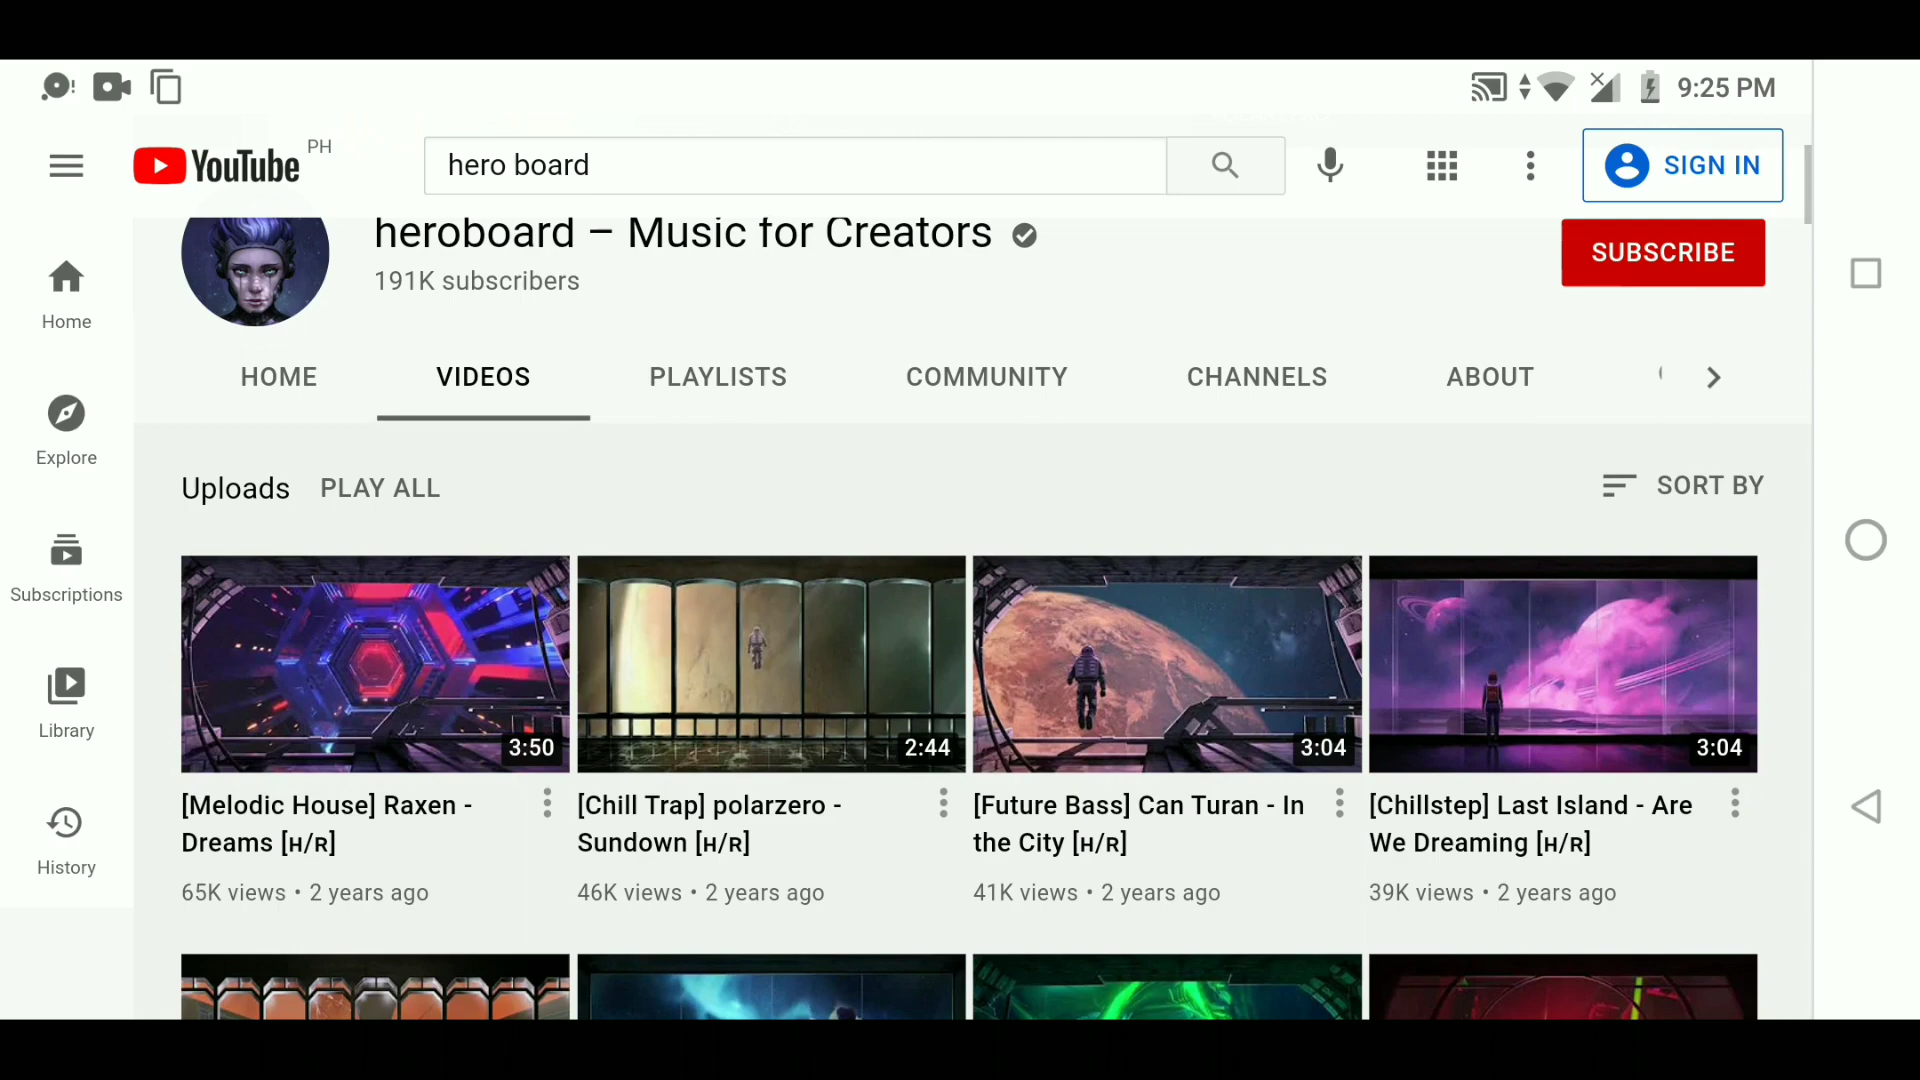 9:25 PM
YouTube PH
hero board
SIGN IN
heroboard – Music for Creators
191K subscribers
SUBSCRIBE
Home
Explore
Subscriptions
Library
History
HOME VIDEOS PLAYLISTS COMMUNITY CHANNELS ABOUT
Uploads PLAY ALL SORT BY
3:50
[Melodic House] Raxen -
Dreams [ʜ/ʀ]
65K views • 2 years ago
2:44
[Chill Trap] polarzero -
Sundown [ʜ/ʀ]
46K views • 2 years ago
3:04
[Future Bass] Can Turan - In
the City [ʜ/ʀ]
41K views • 2 years ago
3:04
[Chillstep] Last Island - Are
We Dreaming [ʜ/ʀ]
39K views • 2 years ago